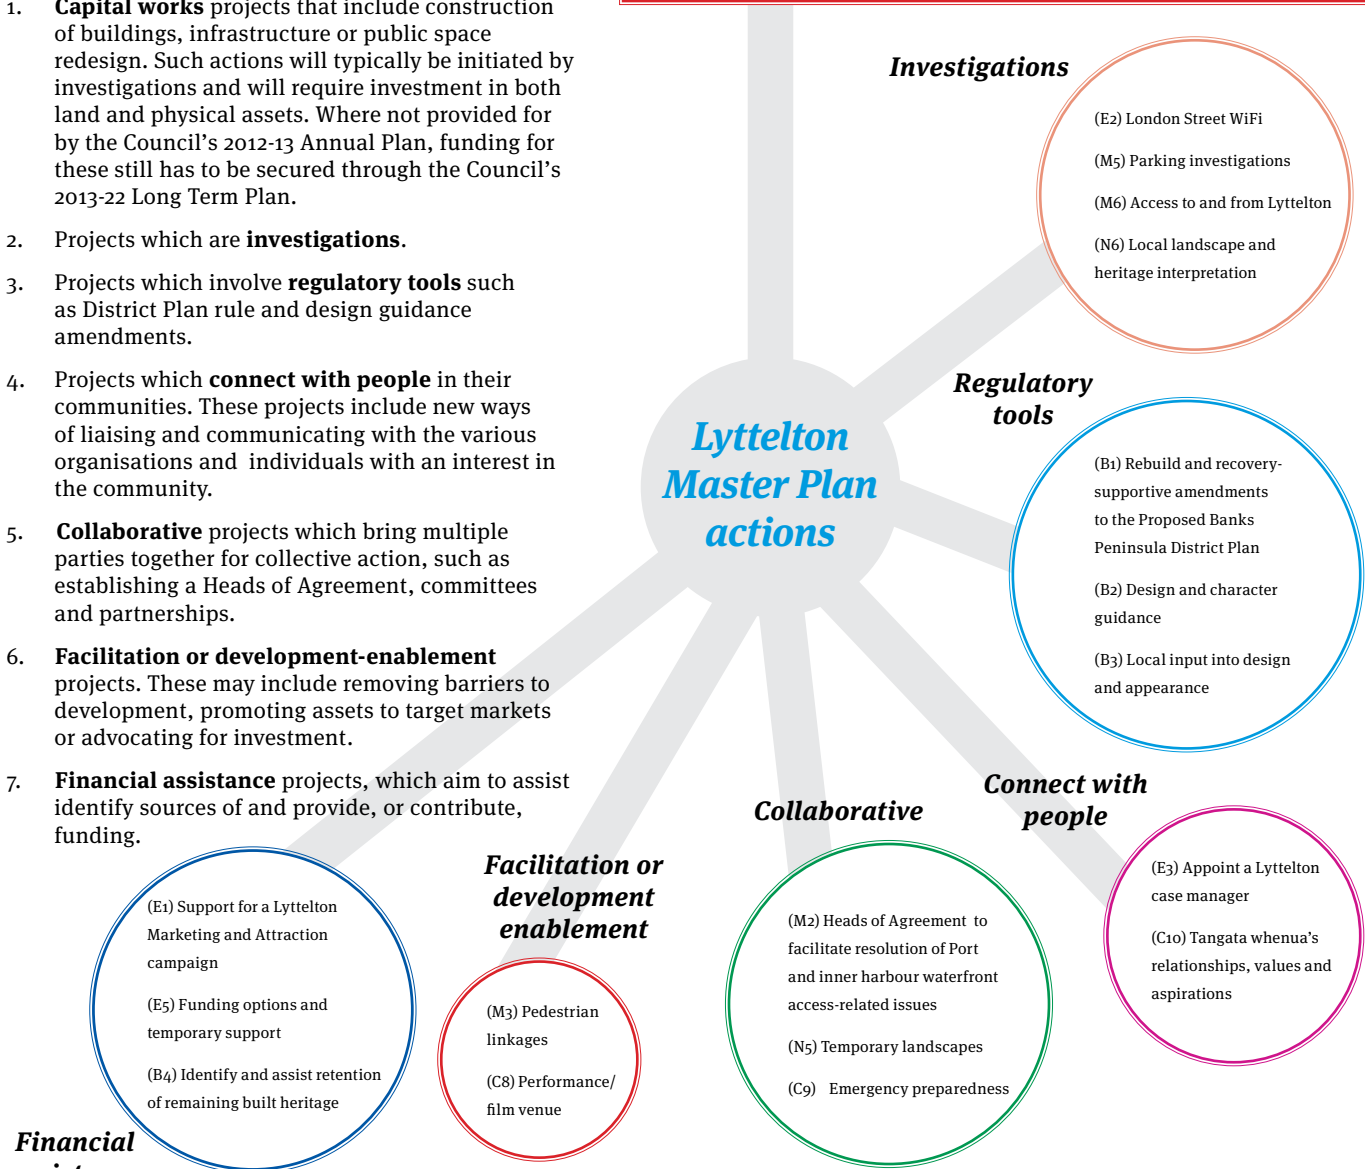 1. Capital works projects that include construction
of buildings, infrastructure or public space
redesign. Such actions will typically be initiated by
investigations and will require investment in both
land and physical assets. Where not provided for
by the Council’s 2012-13 Annual Plan, funding for
these still has to be secured through the Council’s
2013-22 Long Term Plan.
2. Projects which are investigations.
3. Projects which involve regulatory tools such
as District Plan rule and design guidance
amendments.
4. Projects which connect with people in their
communities. These projects include new ways
of liaising and communicating with the various
organisations and individuals with an interest in
the community.
5. Collaborative projects which bring multiple
parties together for collective action, such as
establishing a Heads of Agreement, committees
and partnerships.
6. Facilitation or development-enablement
projects. These may include removing barriers to
development, promoting assets to target markets
or advocating for investment.
7. Financial assistance projects, which aim to assist
identify sources of and provide, or contribute,
funding.
Lyttelton
Master Plan
actions
Investigations
(E2) London Street WiFi
(M5) Parking investigations
(M6) Access to and from Lyttelton
(N6) Local landscape and
heritage interpretation
Regulatory
tools
(B1) Rebuild and recovery-
supportive amendments
to the Proposed Banks
Peninsula District Plan
(B2) Design and character
guidance
(B3) Local input into design
and appearance
Connect with
people
(E3) Appoint a Lyttelton
case manager
(C10) Tangata whenua’s
relationships, values and
aspirations
Collaborative
(M2) Heads of Agreement to
facilitate resolution of Port
and inner harbour waterfront
access-related issues
(N5) Temporary landscapes
(C9) Emergency preparedness
Facilitation or
development
enablement
(M3) Pedestrian
linkages
(C8) Performance/
film venue
(E1) Support for a Lyttelton
Marketing and Attraction
campaign
(E5) Funding options and
temporary support
(B4) Identify and assist retention
of remaining built heritage
Financial